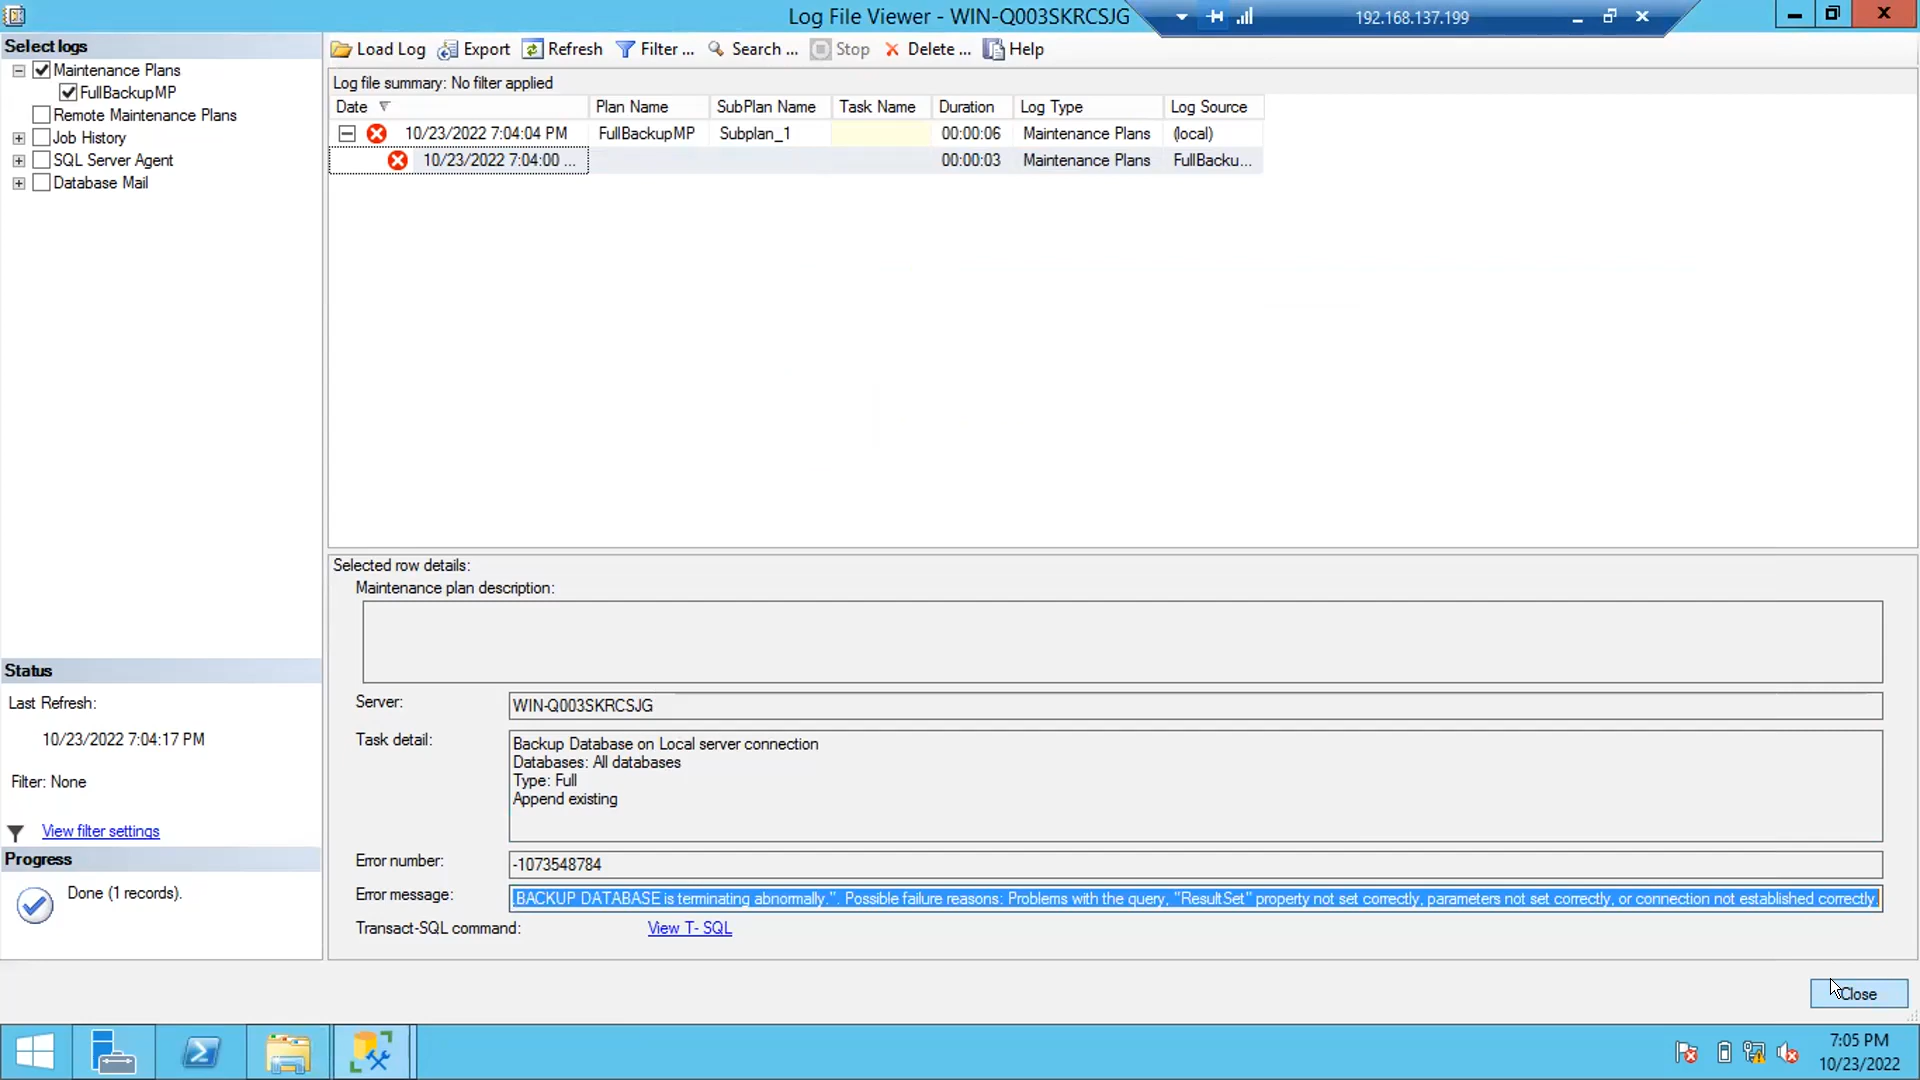 Log File Viewer - WIN-Q003SKRCSJG
192.168.137.199
Select logs
Maintenance Plans
FullBackupMP
Remote Maintenance Plans
Job History
SQL Server Agent
Database Mail
Load Log Export Refresh Filter ... Search ... Stop Delete ... Help
Log file summary: No filter applied
Date Plan Name SubPlan Name Task Name Duration Log Type Log Source
10/23/2022 7:04:04 PM FullBackupMP Subplan_1 00:00:06 Maintenance Plans (local)
10/23/2022 7:04:00 ... 00:00:03 Maintenance Plans FullBacku...
Selected row details:
Maintenance plan description:
Server: WIN-Q003SKRCSJG
Task detail: Backup Database on Local server connection
Databases: All databases
Type: Full
Append existing
Error number: -1073548784
Error message: .BACKUP DATABASE is terminating abnormally.". Possible failure reasons: Problems with the query, "ResultSet" property not set correctly, parameters not set correctly, or connection not established correctly.
Transact-SQL command: View T- SQL
Status
Last Refresh:
10/23/2022 7:04:17 PM
Filter: None
View filter settings
Progress
Done (1 records).
Close
7:05 PM
10/23/2022